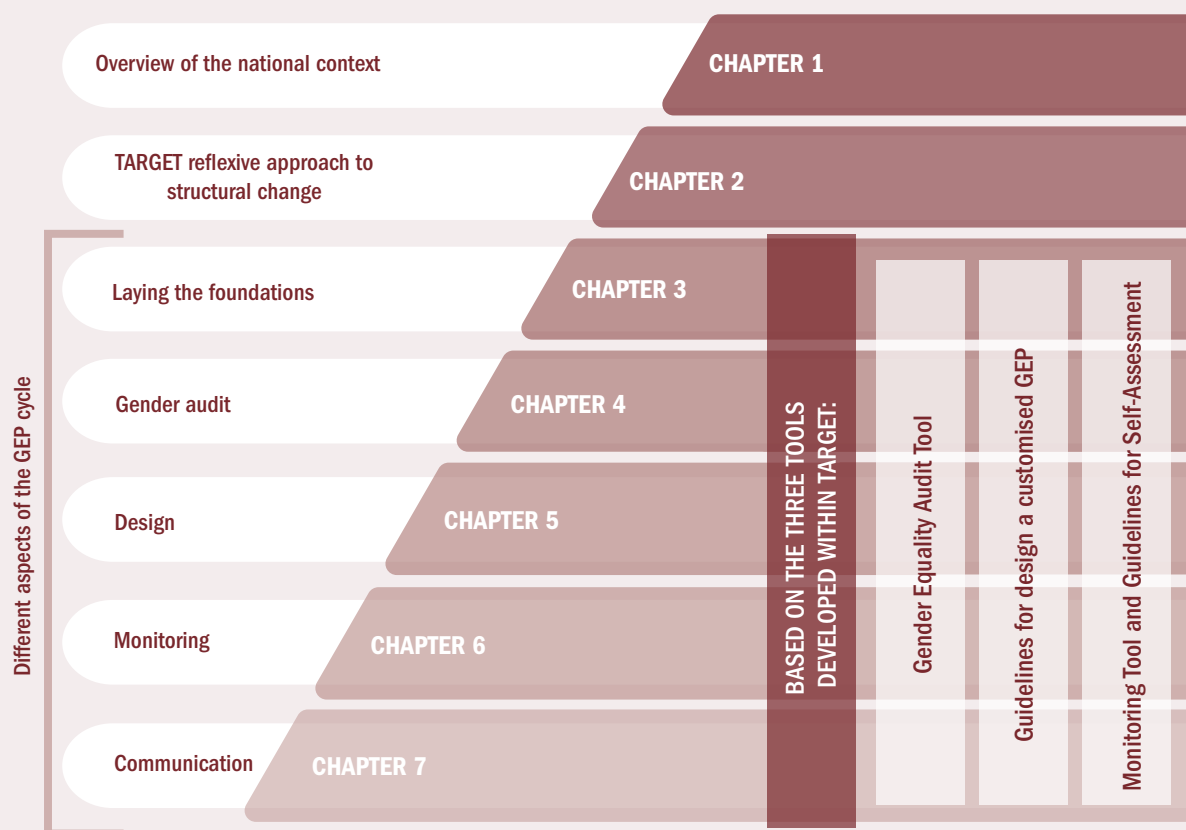 Overview of the national context
CHAPTER 1
TARGET reflexive approach to
structural change
CHAPTER 2
Different aspects of the GEP cycle
Laying the foundations
CHAPTER 3
Gender audit
CHAPTER 4
Design
CHAPTER 5
Monitoring
CHAPTER 6
Communication
CHAPTER 7
BASED ON THE THREE TOOLS
DEVELOPED WITHIN TARGET:
Gender Equality Audit Tool
Guidelines for design a customised GEP
Monitoring Tool and Guidelines for Self-Assessment